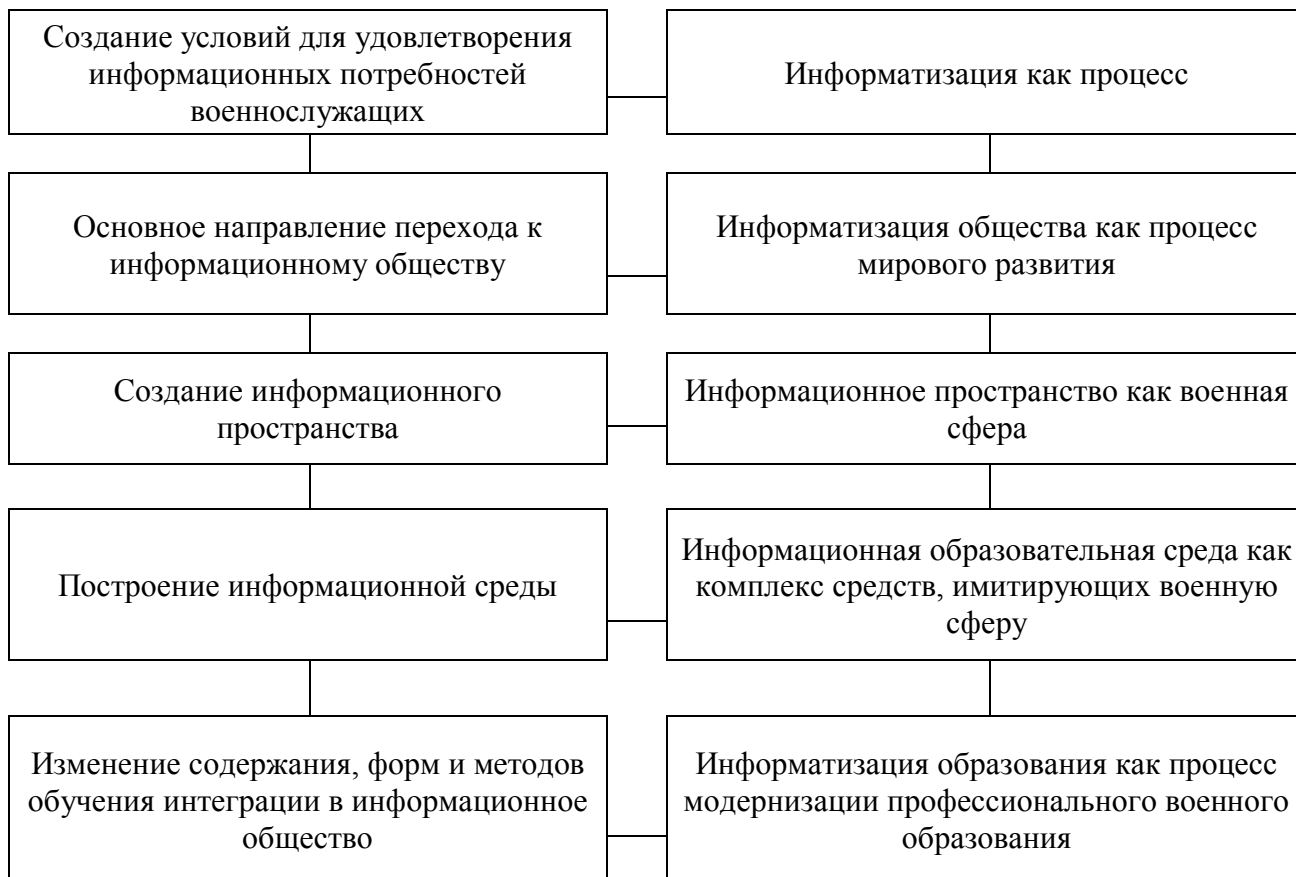 Создание условий для удовлетворения
информационных потребностей
военнослужащих
Информатизация как процесс
Основное направление перехода к
информационному обществу
Информатизация общества как процесс
мирового развития
Создание информационного
пространства
Информационное пространство как военная
сфера
Построение информационной среды
Информационная образовательная среда как
комплекс средств, имитирующих военную
сферу
Изменение содержания, форм и методов
обучения интеграции в информационное
общество
Информатизация образования как процесс
модернизации профессионального военного
образования